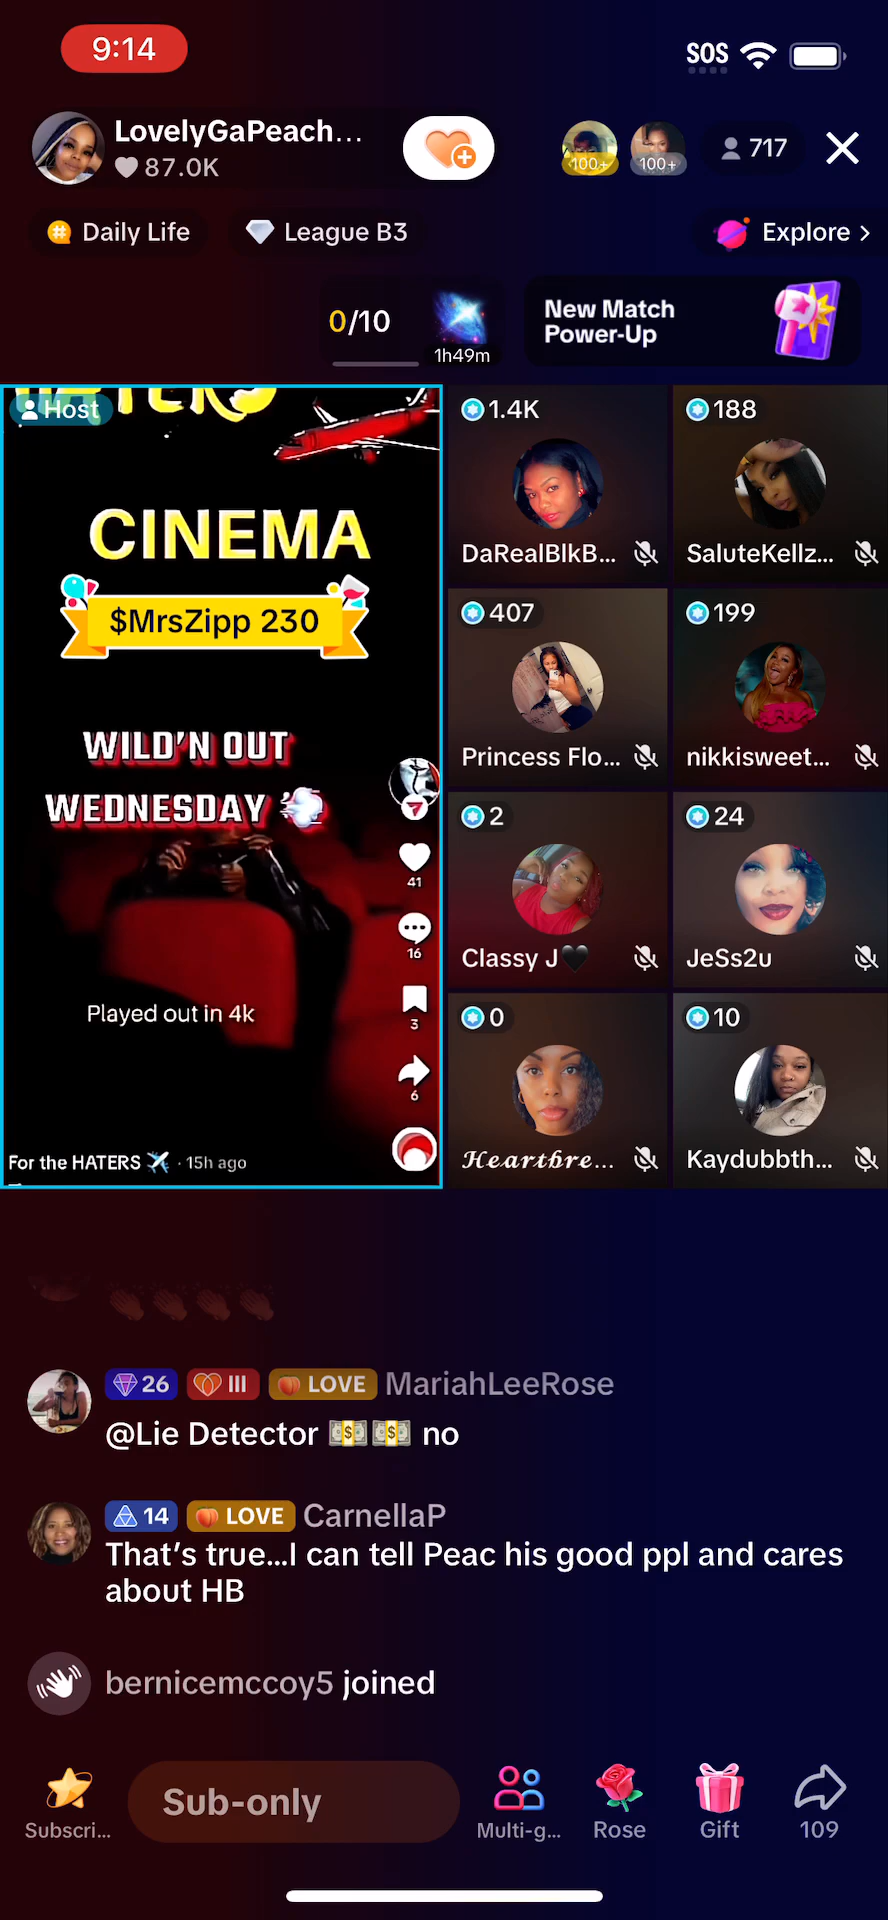 9:14
SOS
LovelyGaPeach...
87.0K
100+
100+
717
Daily Life
League B3
Explore >
0/10
1h49m
New Match
Power-Up
HATERS
Host
CINEMA
$MrsZipp 230
WILD'N OUT
WEDNESDAY 💨
41
16
3
6
Played out in 4k
For the HATERS ✈️ · 15h ago
1.4K
DaRealBlkB...
188
SaluteKellz...
407
Princess Flo...
199
nikkisweet...
2
Classy J🖤
24
JeSs2u
0
𝓗𝓮𝓪𝓻𝓽𝓫𝓻𝓮...
10
Kaydubbth...
👏👏👏👏
26 III 🍑 LOVE MariahLeeRose
@Lie Detector 💵💵 no
14 🍑 LOVE CarnellaP
That's true...I can tell Peac his good ppl and cares
about HB
bernicemccoy5 joined
Subscri...
Sub-only
Multi-g...
Rose
Gift
109